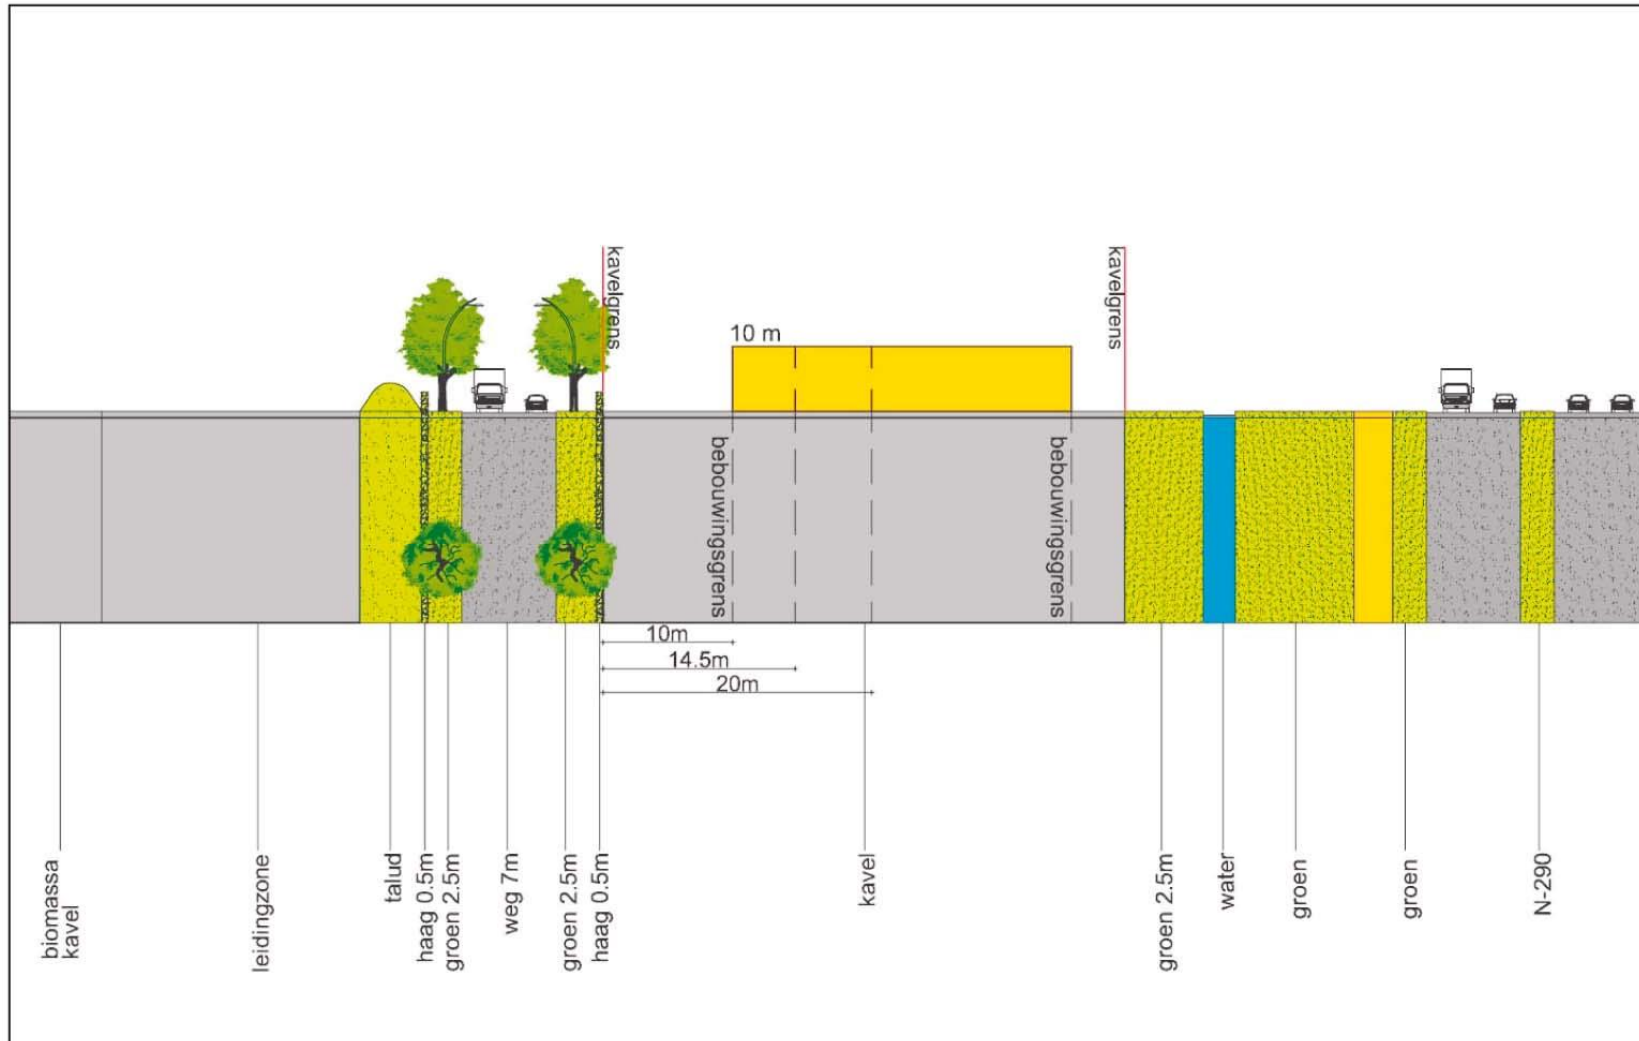 kavelgrens
kavelgrens
10 m
bebouwingsgrens
bebouwingsgrens
10m
14.5m
20m
biomassa
kavel
leidingzone
talud
haag 0.5m
groen 2.5m
weg 7m
groen 2.5m
haag 0.5m
kavel
groen 2.5m
water
groen
groen
N-290